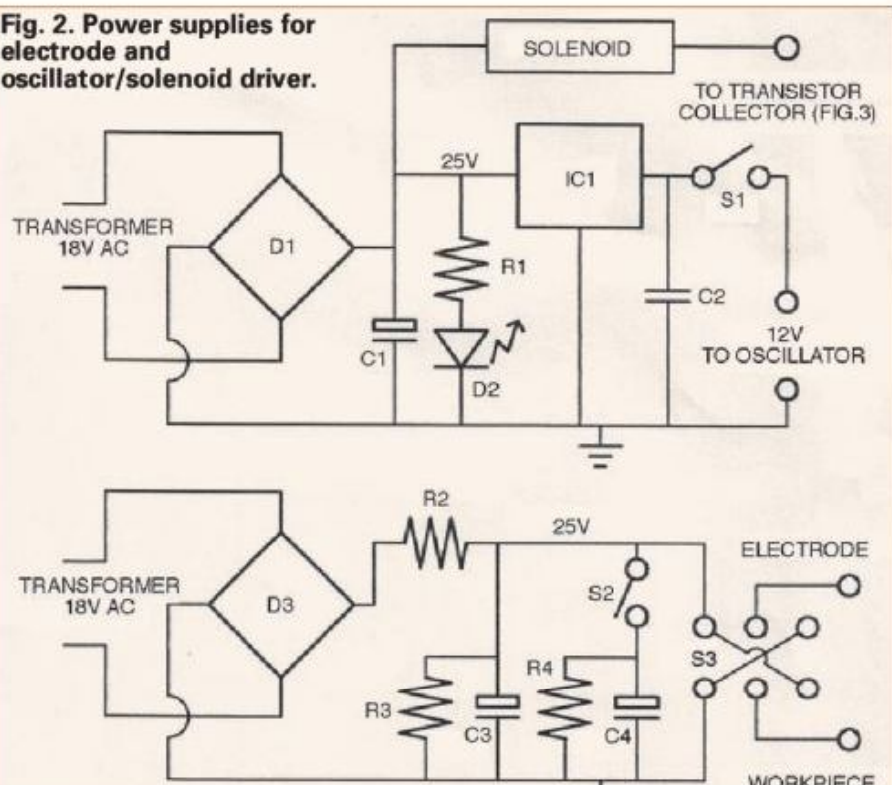 Fig. 2. Power supplies for
electrode and
oscillator/solenoid driver.
SOLENOID
TO TRANSISTOR
COLLECTOR (FIG.3)
25V
IC1
S1
TRANSFORMER
18V AC
D1
R1
C2
C1
D2
12V
TO OSCILLATOR
R2
25V
ELECTRODE
TRANSFORMER
18V AC
D3
S2
S3
R4
R3
C3
C4
WORKPIECE